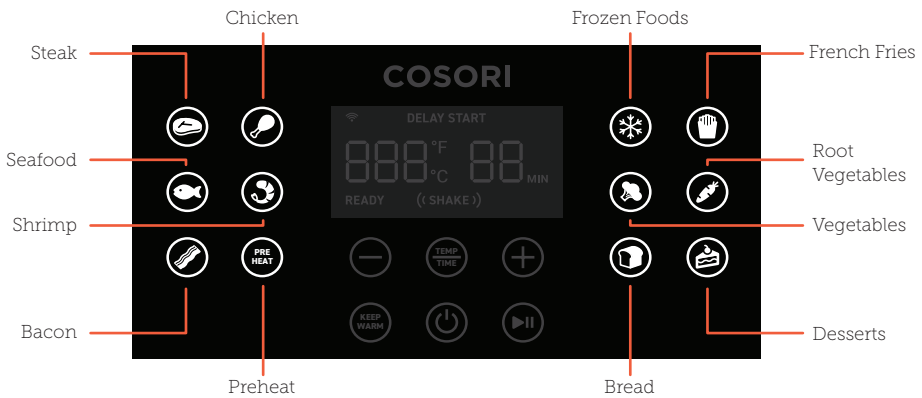 Chicken
Frozen Foods
Steak
French Fries
COSORI
DELAY START
888 °F 88
°C MIN
READY ((SHAKE))
Seafood
Root
Vegetables
Shrimp
Vegetables
PRE
HEAT
TEMP
TIME
KEEP
WARM
Bacon
Desserts
Preheat
Bread